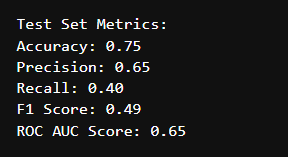 Test Set Metrics:
Accuracy: 0.75
Precision: 0.65
Recall: 0.40
F1 Score: 0.49
ROC AUC Score: 0.65